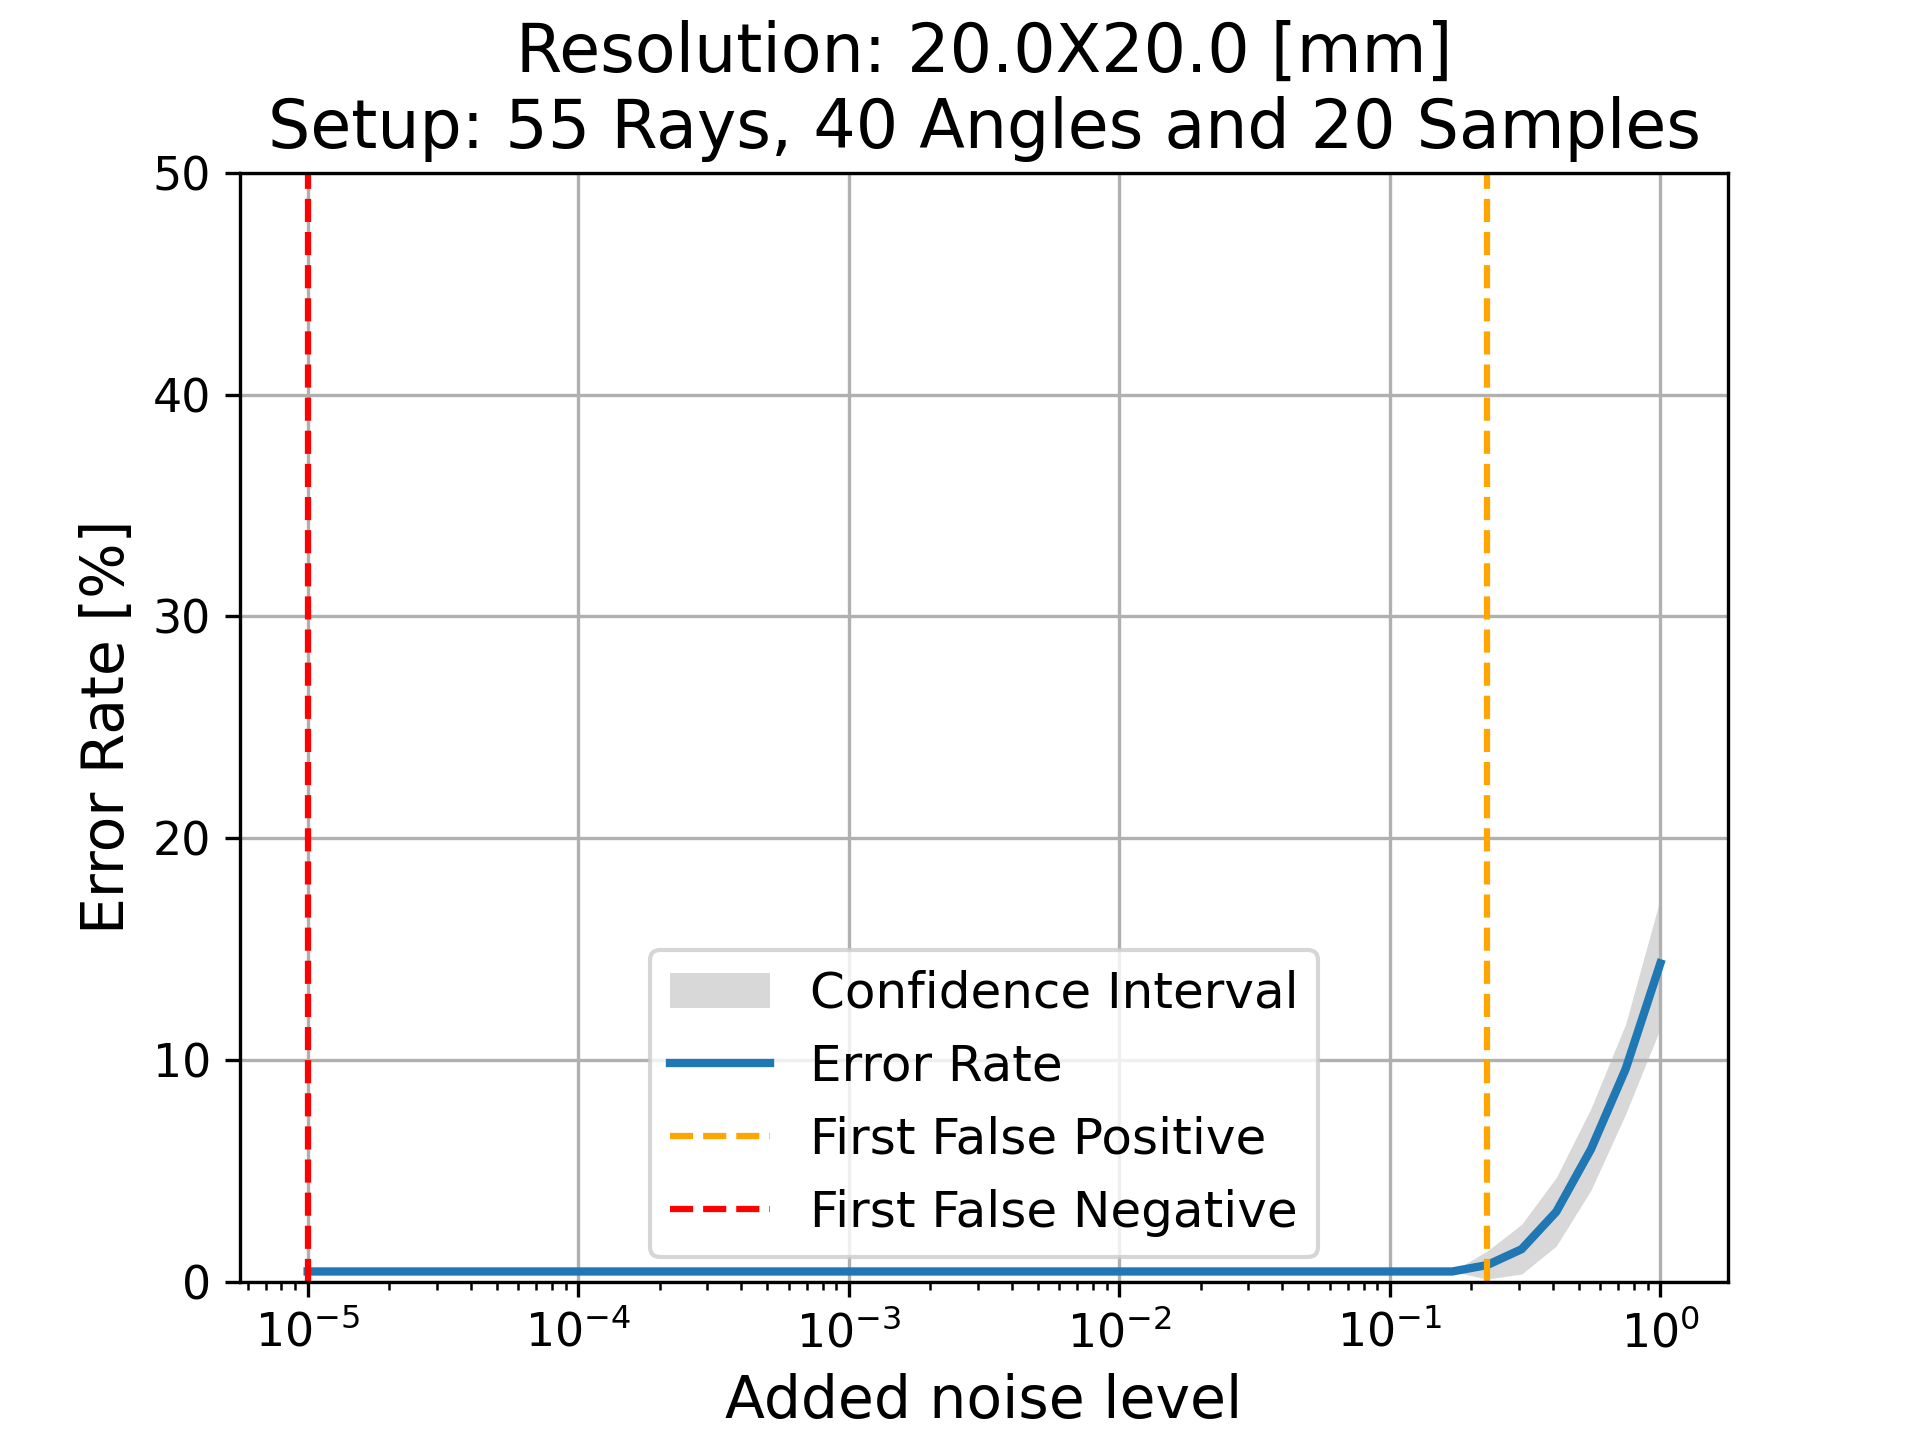 Resolution: 20.0X20.0 [mm]
Setup: 55 Rays, 40 Angles and 20 Samples
50
40
30
20
10
0
Error Rate [%]
Confidence Interval
Error Rate
First False Positive
First False Negative
10⁻⁵ 10⁻⁴ 10⁻³ 10⁻² 10⁻¹ 10⁰
Added noise level